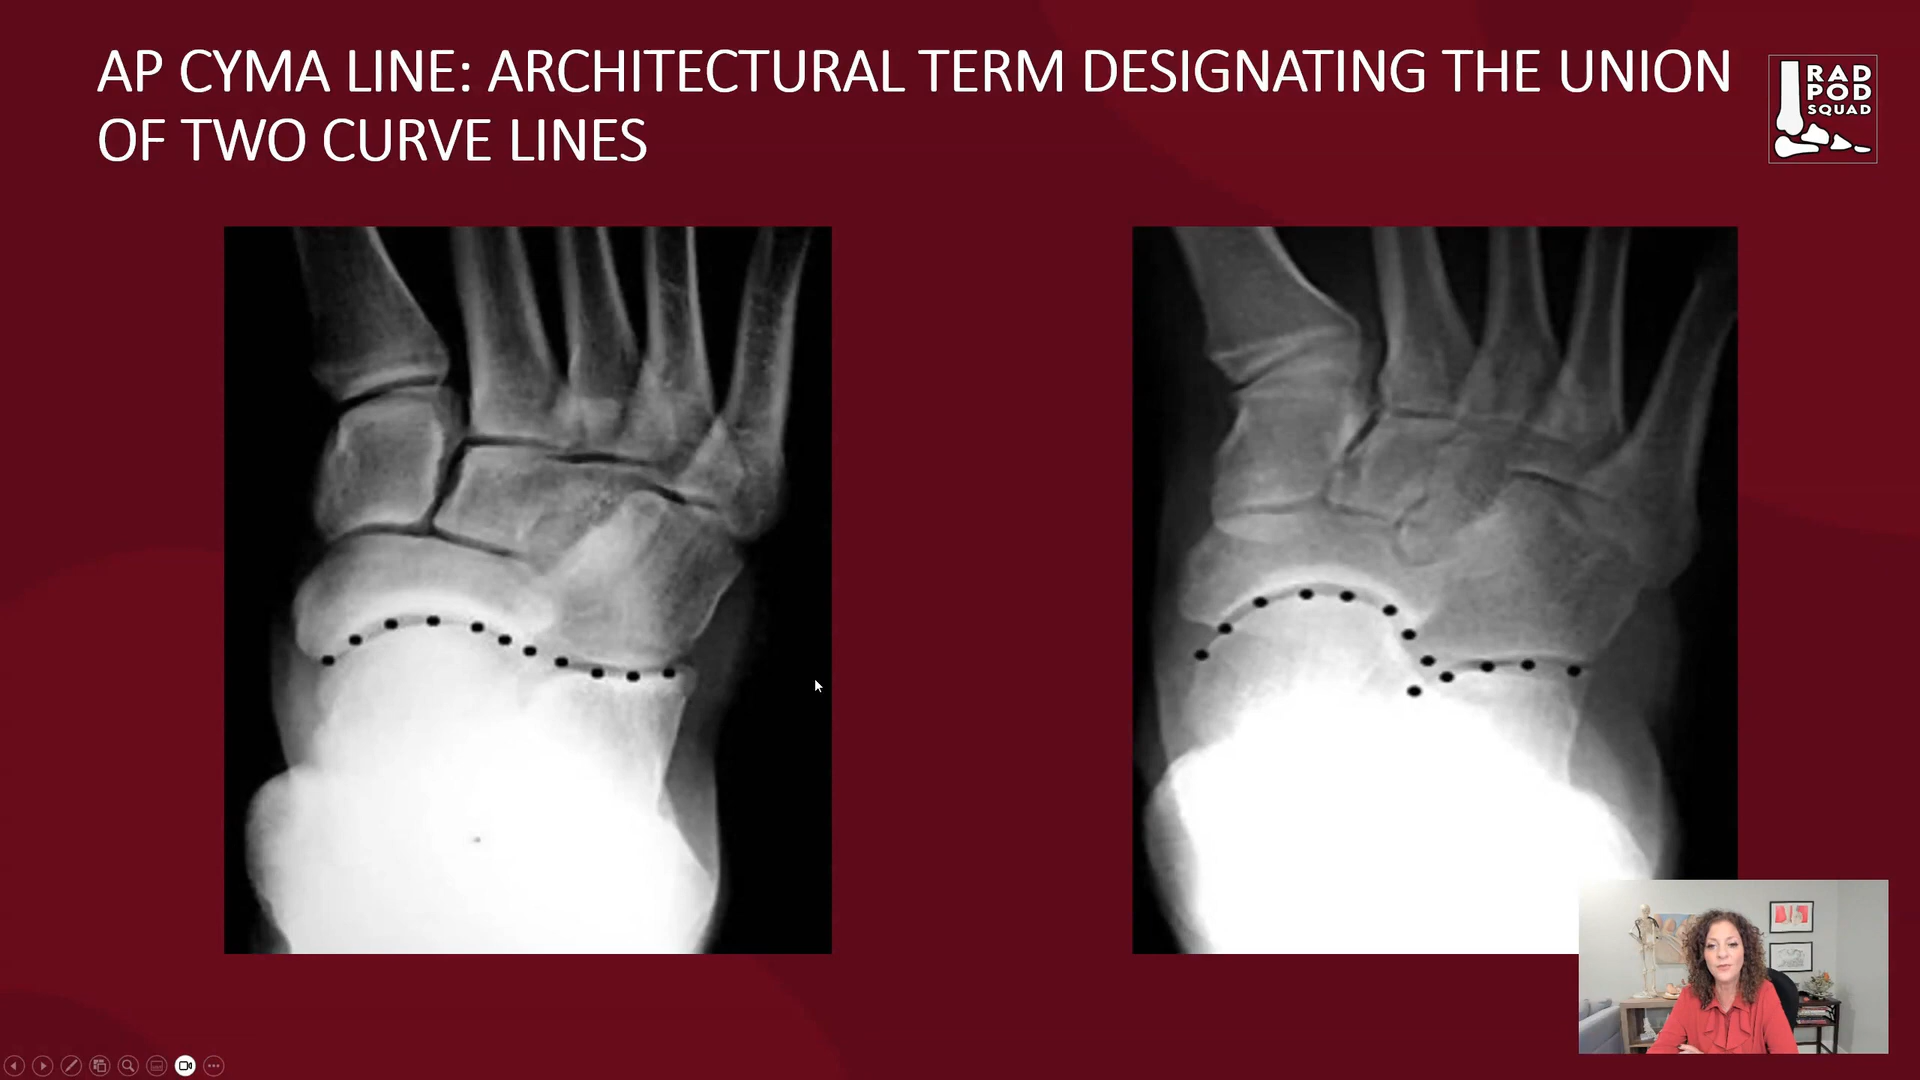 AP CYMA LINE: ARCHITECTURAL TERM DESIGNATING THE UNION
OF TWO CURVE LINES
RAD
POD
SQUAD